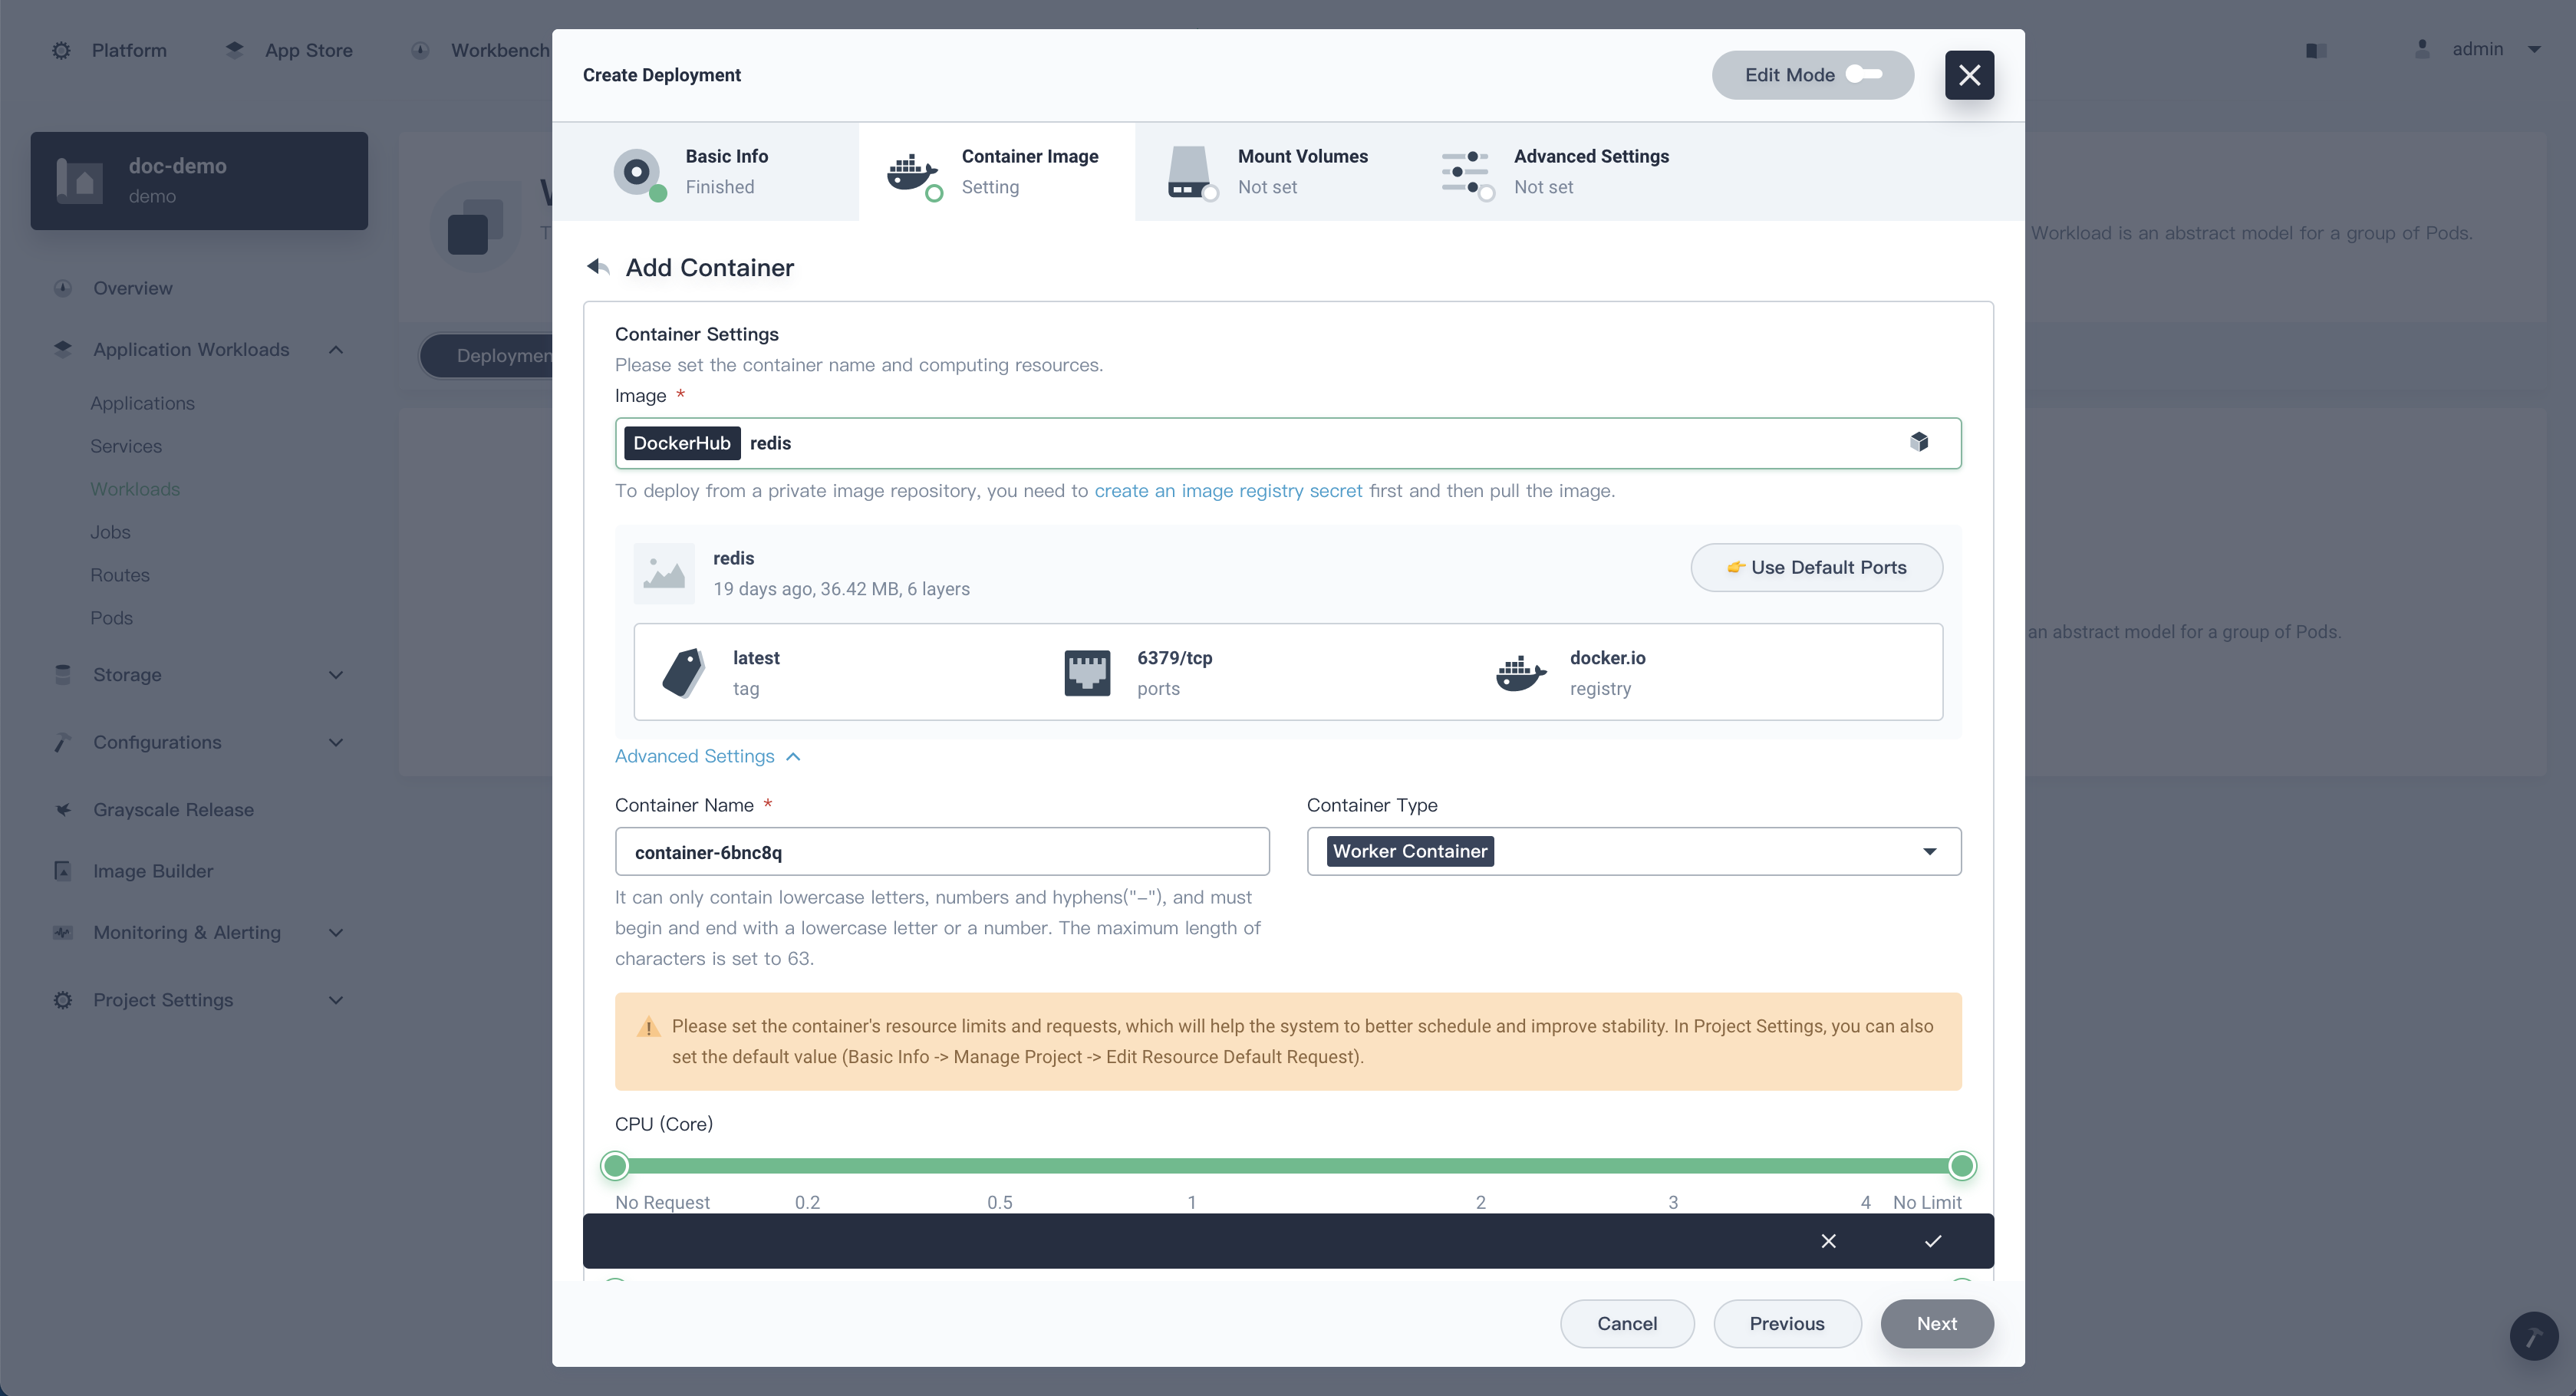 Platform
App Store
Workbench
admin
Create Deployment
Edit Mode
doc-demo
demo
Basic Info
Finished
Container Image
Setting
Mount Volumes
Not set
Advanced Settings
Not set
Workload is an abstract model for a group of Pods.
Add Container
Overview
Application Workloads
Applications
Services
Workloads
Jobs
Routes
Pods
Storage
Configurations
Grayscale Release
Image Builder
Monitoring & Alerting
Project Settings
Container Settings
Please set the container name and computing resources.
Image *
DockerHub redis
To deploy from a private image repository, you need to create an image registry secret first and then pull the image.
redis
19 days ago, 36.42 MB, 6 layers
👉 Use Default Ports
latest
tag
6379/tcp
ports
docker.io
registry
an abstract model for a group of Pods.
Advanced Settings
Container Name *
container-6bnc8q
Container Type
Worker Container
It can only contain lowercase letters, numbers and hyphens("-"), and must
begin and end with a lowercase letter or a number. The maximum length of
characters is set to 63.
Please set the container's resource limits and requests, which will help the system to better schedule and improve stability. In Project Settings, you can also
set the default value (Basic Info -> Manage Project -> Edit Resource Default Request).
CPU (Core)
No Request 0.2 0.5 1 2 3 4 No Limit
Cancel
Previous
Next